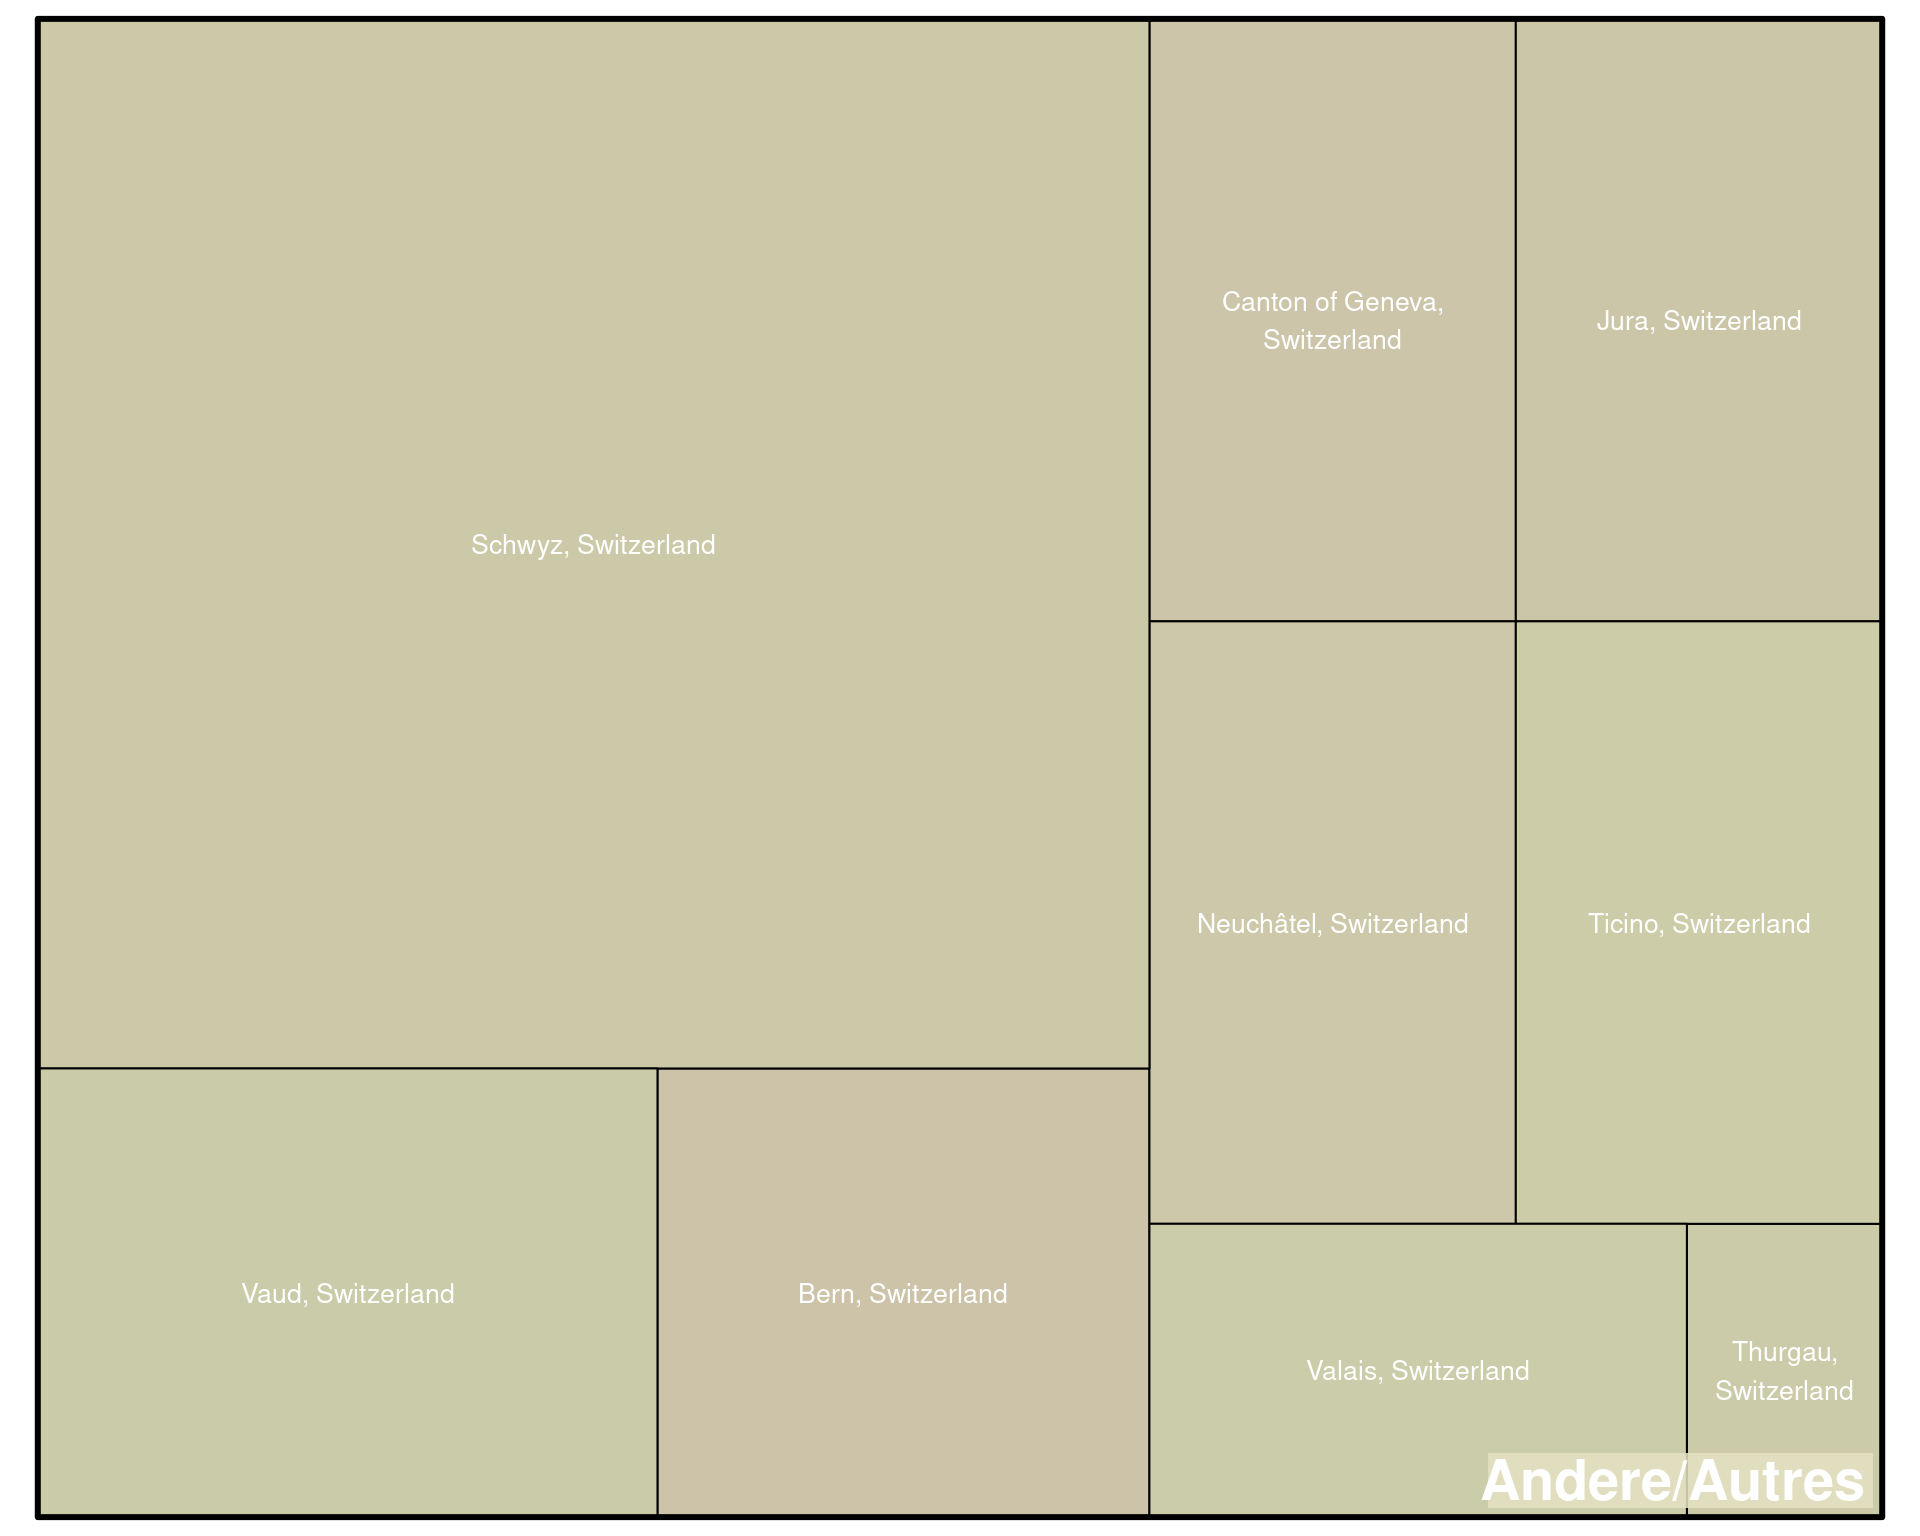 Schwyz, Switzerland
Canton of Geneva,
Switzerland
Jura, Switzerland
Neuchâtel, Switzerland
Ticino, Switzerland
Vaud, Switzerland
Bern, Switzerland
Valais, Switzerland
Thurgau,
Switzerland
Andere/Autres